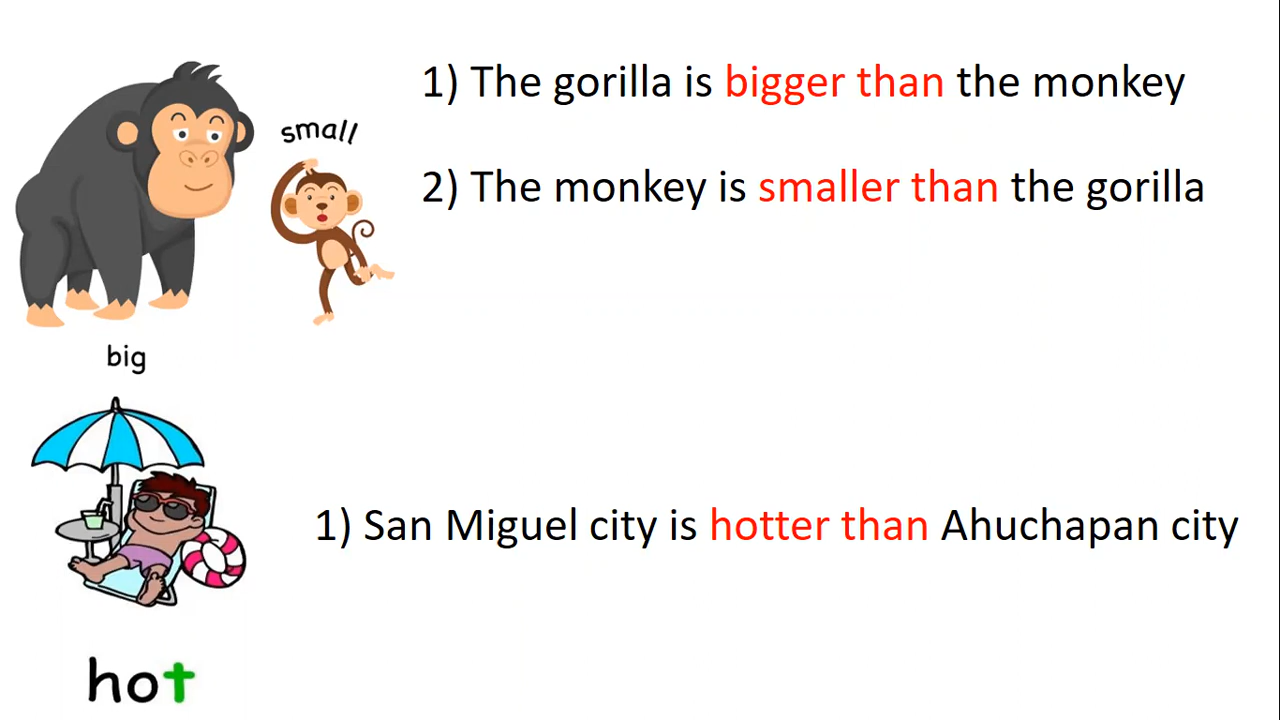 1) The gorilla is bigger than the monkey
small
2) The monkey is smaller than the gorilla
big
1) San Miguel city is hotter than Ahuchapan city
hot